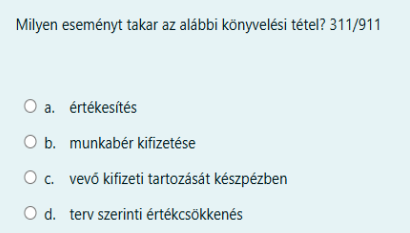 Milyen eseményt takar az alábbi könyvelési tétel? 311/911
a. értékesítés
b. munkabér kifizetése
c. vevő kifizeti tartozását készpézben
d. terv szerinti értékcsökkenés